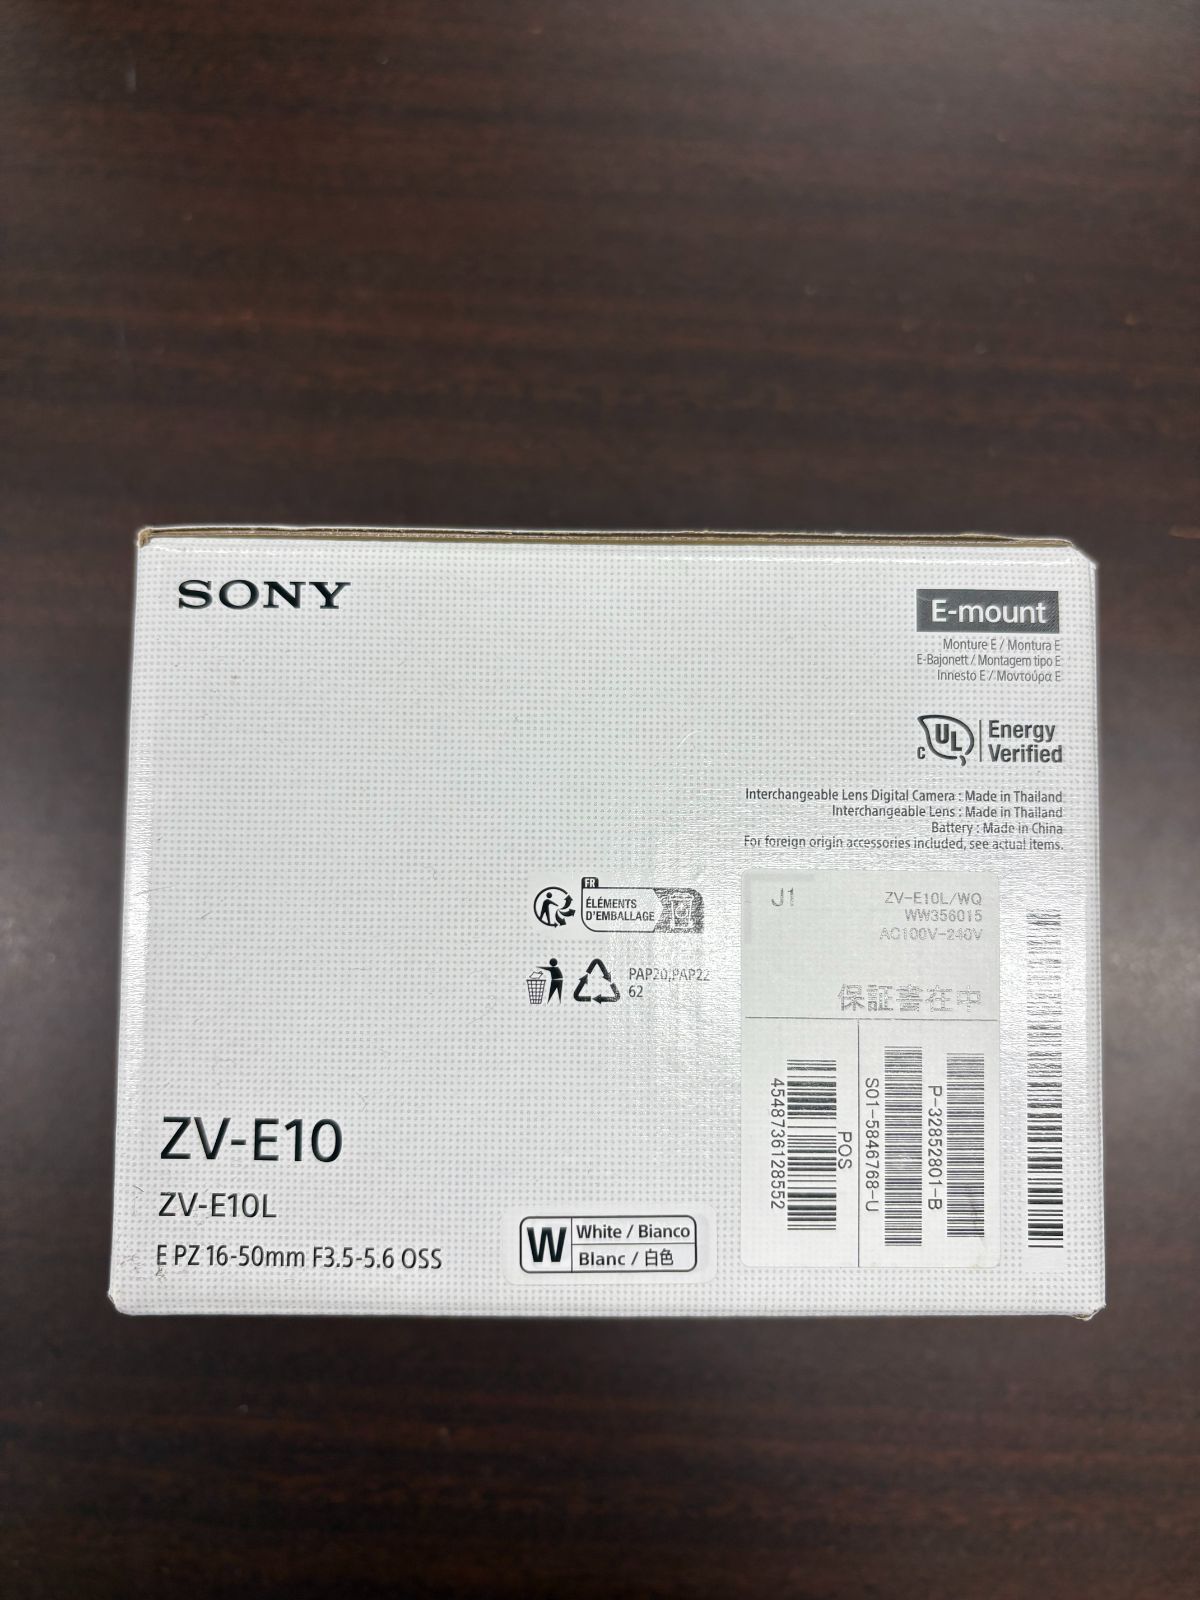 SONY
E-mount
Monture E / Montura E
E-Bajonett / Montagem tipo E
Innesto E / Μοντούρα E
C UL Energy
Verified
Interchangeable Lens Digital Camera : Made in Thailand
Interchangeable Lens : Made in Thailand
Battery : Made in China
For foreign origin accessories included, see actual items.
FR
ÉLÉMENTS
D'EMBALLAGE
PAP20,PAP22
62
J1
ZV-E10L/WQ
WW356015
AC100V-240V
保証書在中
4548736128552
POS
S01-5846768-U
P-32852801-B
ZV-E10
ZV-E10L
E PZ 16-50mm F3.5-5.6 OSS
W
White / Bianco
Blanc / 白色